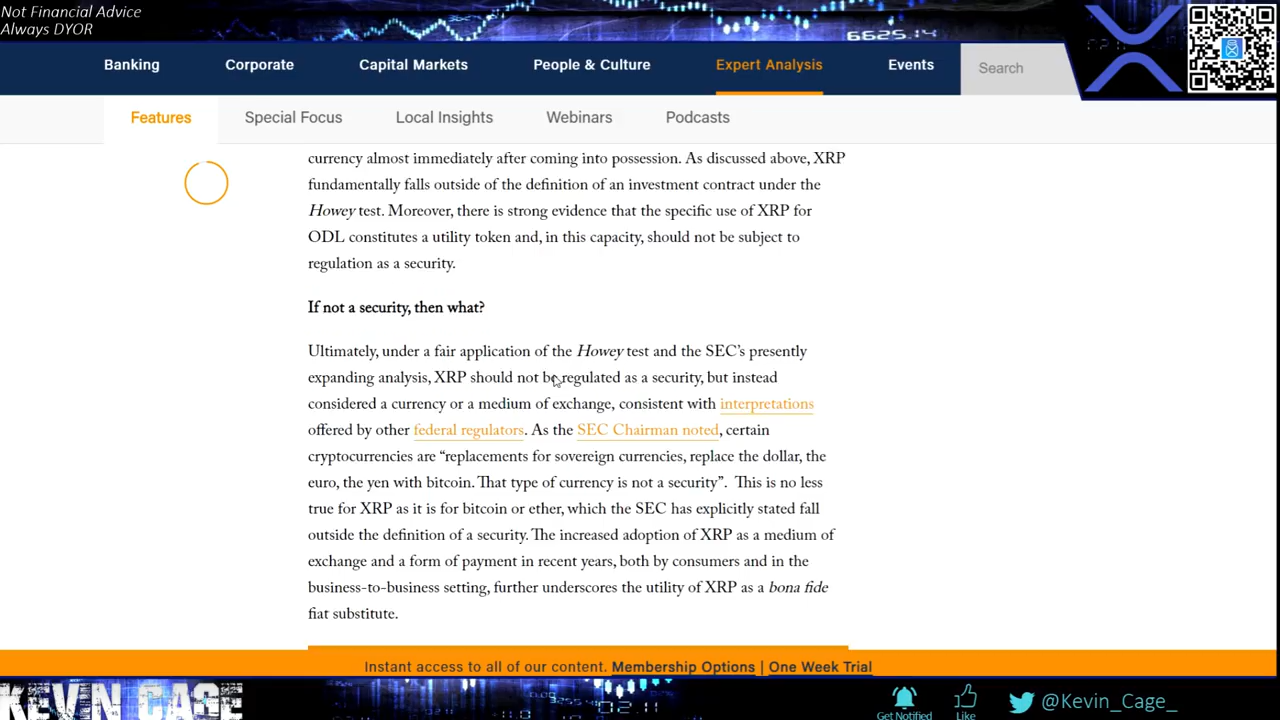 Not Financial Advice
Always DYOR
6625.14
Banking Corporate Capital Markets People & Culture Expert Analysis Events Search
Features Special Focus Local Insights Webinars Podcasts
currency almost immediately after coming into possession. As discussed above, XRP
fundamentally falls outside of the definition of an investment contract under the
Howey test. Moreover, there is strong evidence that the specific use of XRP for
ODL constitutes a utility token and, in this capacity, should not be subject to
regulation as a security.
If not a security, then what?
Ultimately, under a fair application of the Howey test and the SEC's presently
expanding analysis, XRP should not be regulated as a security, but instead
considered a currency or a medium of exchange, consistent with interpretations
offered by other federal regulators. As the SEC Chairman noted, certain
cryptocurrencies are “replacements for sovereign currencies, replace the dollar, the
euro, the yen with bitcoin. That type of currency is not a security”. This is no less
true for XRP as it is for bitcoin or ether, which the SEC has explicitly stated fall
outside the definition of a security. The increased adoption of XRP as a medium of
exchange and a form of payment in recent years, both by consumers and in the
business-to-business setting, further underscores the utility of XRP as a bona fide
fiat substitute.
Instant access to all of our content. Membership Options | One Week Trial
KEVIN CAGE
Get Notified
Like
@Kevin_Cage_